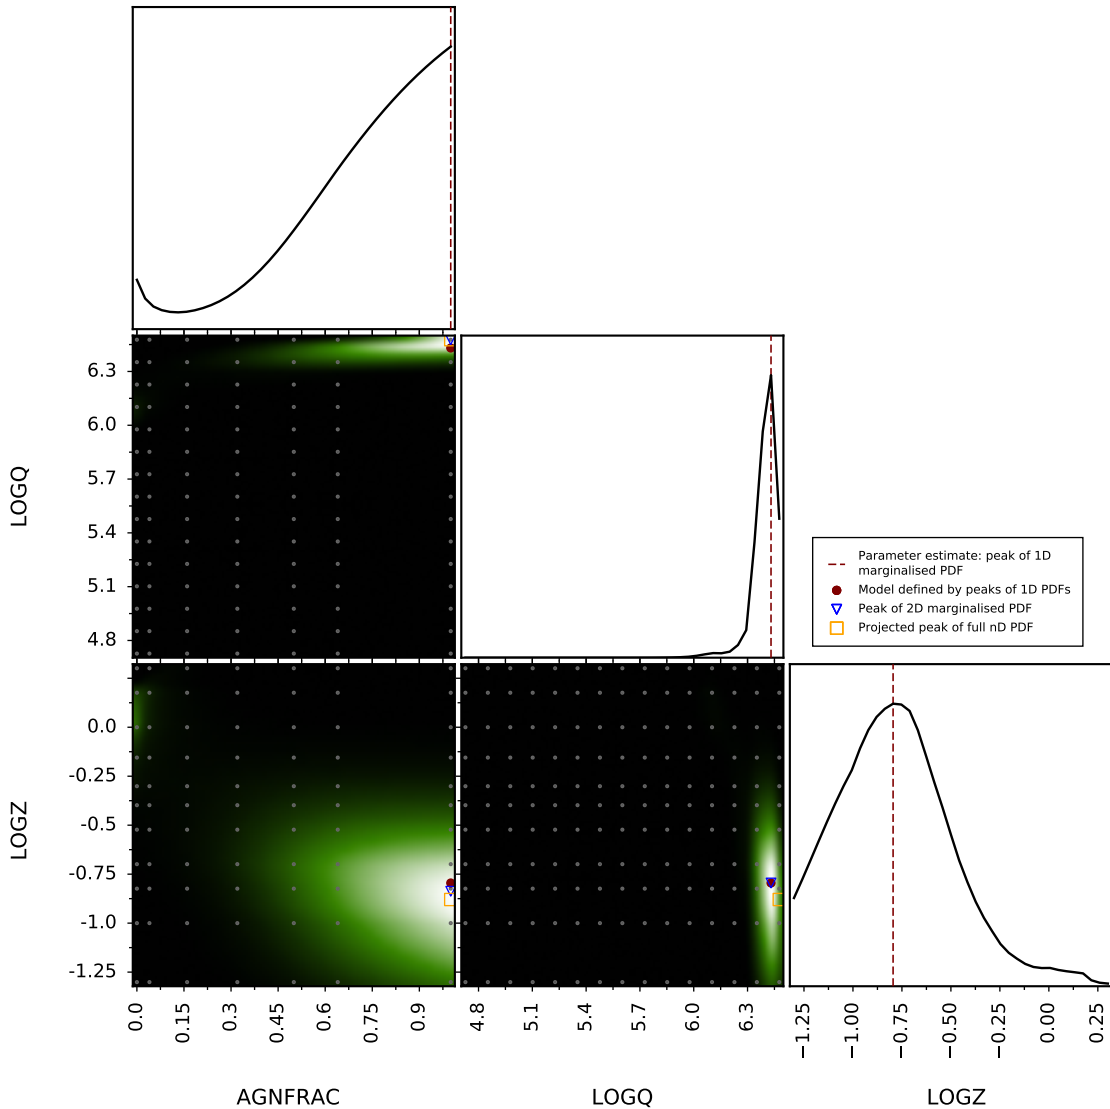 LOGQ
6.3
6.0
5.7
5.4
5.1
4.8
Parameter estimate: peak of 1D
marginalised PDF
Model defined by peaks of 1D PDFs
Peak of 2D marginalised PDF
Projected peak of full nD PDF
LOGZ
0.0
-0.25
-0.5
-0.75
-1.0
-1.25
0.0 0.15 0.3 0.45 0.6 0.75 0.9
4.8 5.1 5.4 5.7 6.0 6.3
−1.25 −1.00 −0.75 −0.50 −0.25 0.00 0.25
AGNFRAC LOGQ LOGZ